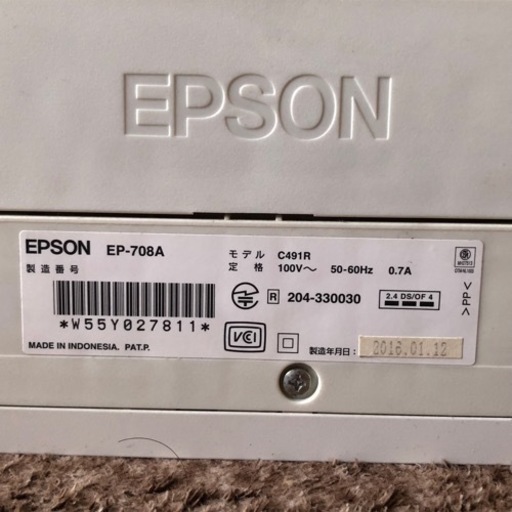 EPSON
EPSON EP-708A
モデル C491R
製造番号
定格 100V～ 50-60Hz 0.7A
*W55Y027811*
R 204-330030
2.4 DS/OF 4
>PP<
VCI
MADE IN INDONESIA. PAT.P.
製造年月日: 2016.01.12